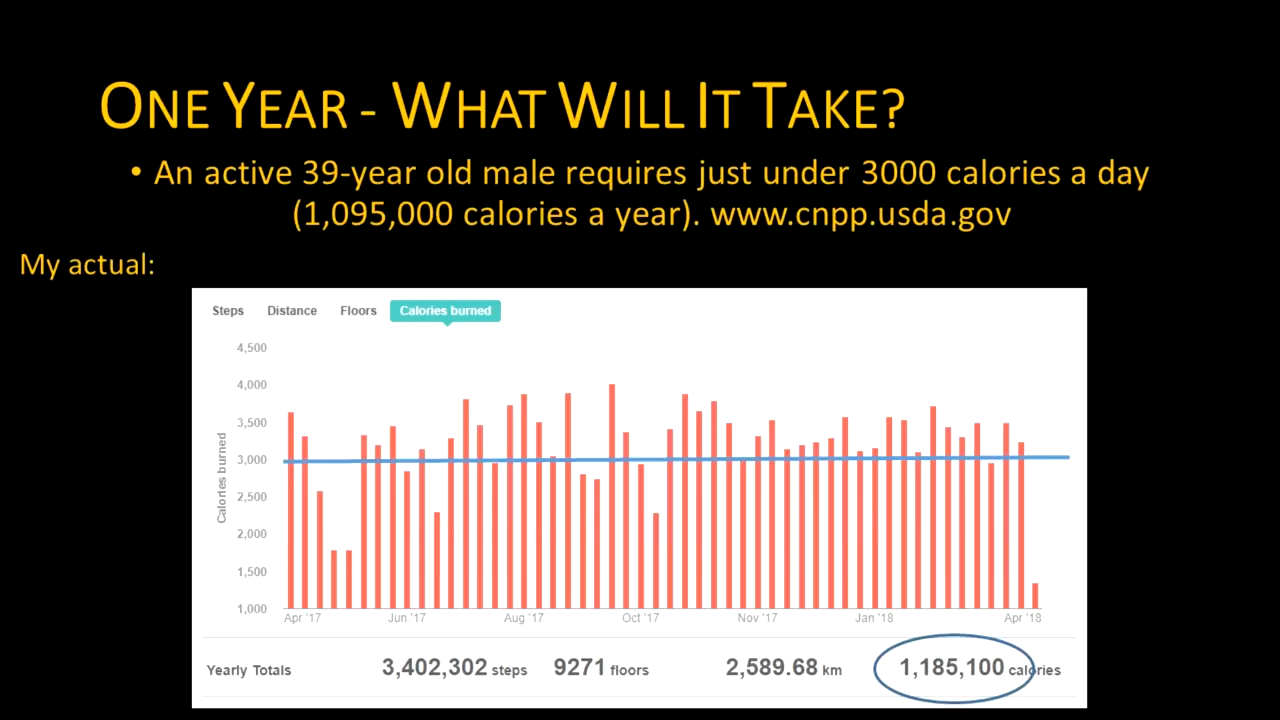 ONE YEAR - WHAT WILL IT TAKE?
• An active 39-year old male requires just under 3000 calories a day
(1,095,000 calories a year). www.cnpp.usda.gov
My actual:
Steps Distance Floors Calories burned
4,500
4,000
3,500
3,000
2,500
2,000
1,500
1,000
Calories burned
Apr '17 Jun '17 Aug '17 Oct '17 Nov '17 Jan '18 Apr '18
Yearly Totals 3,402,302 steps 9271 floors 2,589.68 km 1,185,100 calories